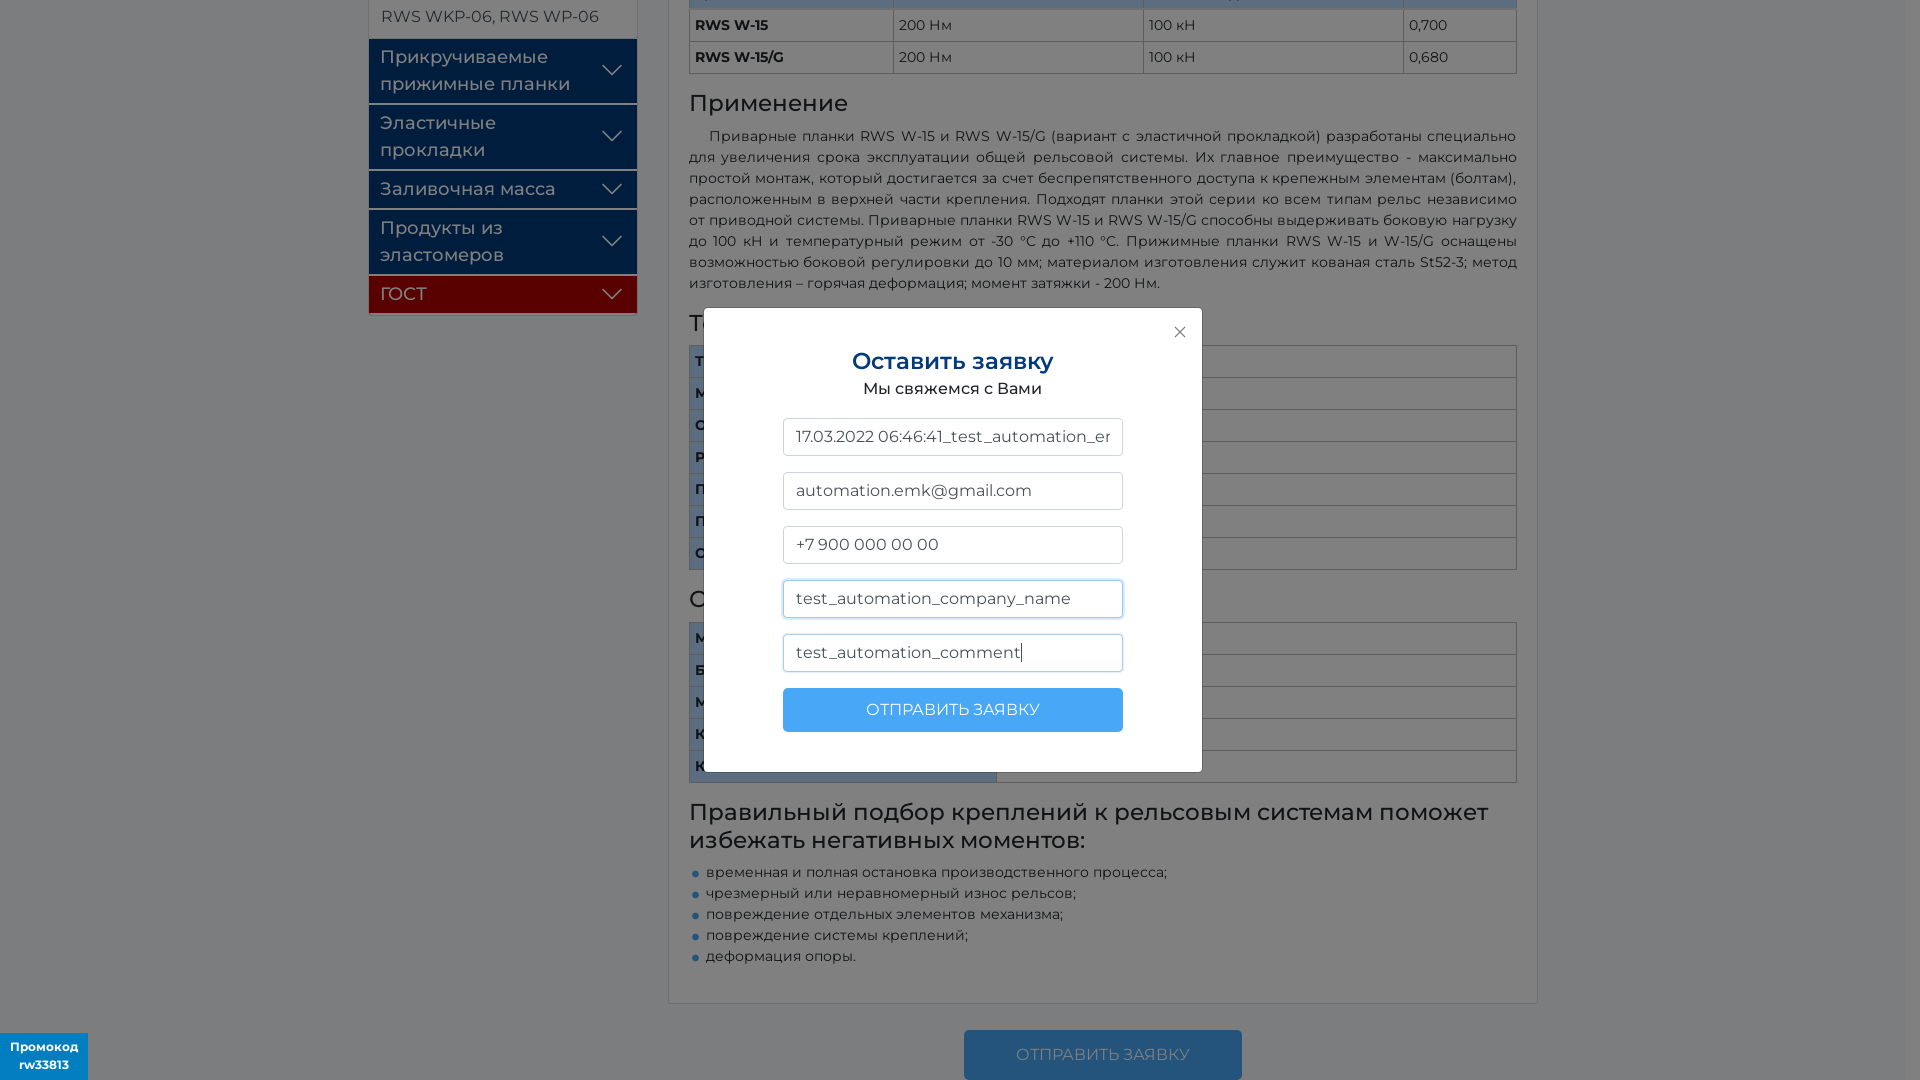 RWS WKP-06, RWS WP-06
Прикручиваемые
прижимные планки
Эластичные
прокладки
Заливочная масса
Продукты из
эластомеров
ГОСТ
RWS W-15 200 Нм 100 кН 0,700
RWS W-15/G 200 Нм 100 кН 0,680
Применение
Приварные планки RWS W-15 и RWS W-15/G (вариант с эластичной прокладкой) разработаны специально
для увеличения срока эксплуатации общей рельсовой системы. Их главное преимущество - максимально
простой монтаж, который достигается за счет беспрепятственного доступа к крепежным элементам (болтам),
расположенным в верхней части крепления. Подходят планки этой серии ко всем типам рельс независимо
от приводной системы. Приварные планки RWS W-15 и RWS W-15/G способны выдерживать боковую нагрузку
до 100 кН и температурный режим от -30 °С до +110 °С. Прижимные планки RWS W-15 и W-15/G оснащены
возможностью боковой регулировки до 10 мм; материалом изготовления служит кованая сталь St52-3; метод
изготовления – горячая деформация; момент затяжки - 200 Нм.
Оставить заявку
Мы свяжемся с Вами
17.03.2022 06:46:41_test_automation_er
automation.emk@gmail.com
+7 900 000 00 00
test_automation_company_name
test_automation_comment
ОТПРАВИТЬ ЗАЯВКУ
Правильный подбор креплений к рельсовым системам поможет
избежать негативных моментов:
временная и полная остановка производственного процесса;
чрезмерный или неравномерный износ рельсов;
повреждение отдельных элементов механизма;
повреждение системы креплений;
деформация опоры.
ОТПРАВИТЬ ЗАЯВКУ
Промокод
rw33813